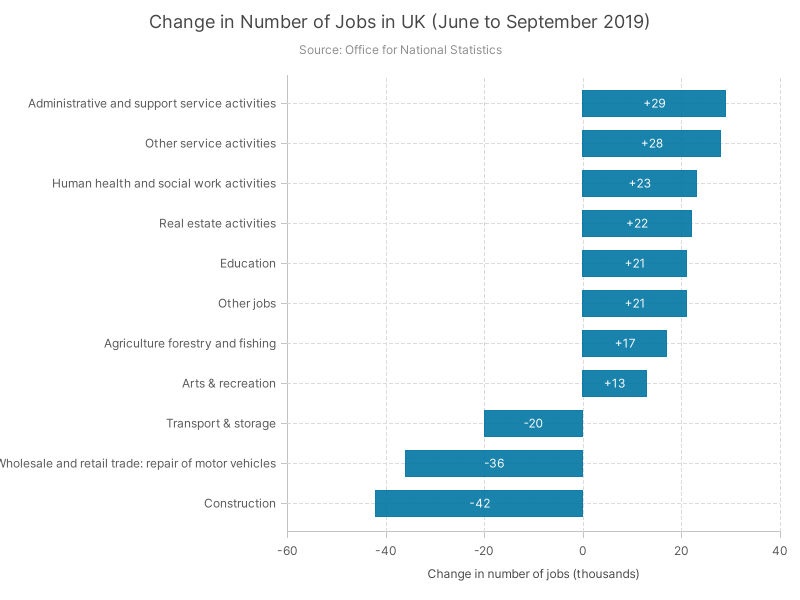 Change in Number of Jobs in UK (June to September 2019)
Source: Office for National Statistics
Administrative and support service activities +29
Other service activities +28
Human health and social work activities +23
Real estate activities +22
Education +21
Other jobs +21
Agriculture forestry and fishing +17
Arts & recreation +13
Transport & storage -20
Wholesale and retail trade: repair of motor vehicles -36
Construction -42
-60 -40 -20 0 20 40
Change in number of jobs (thousands)